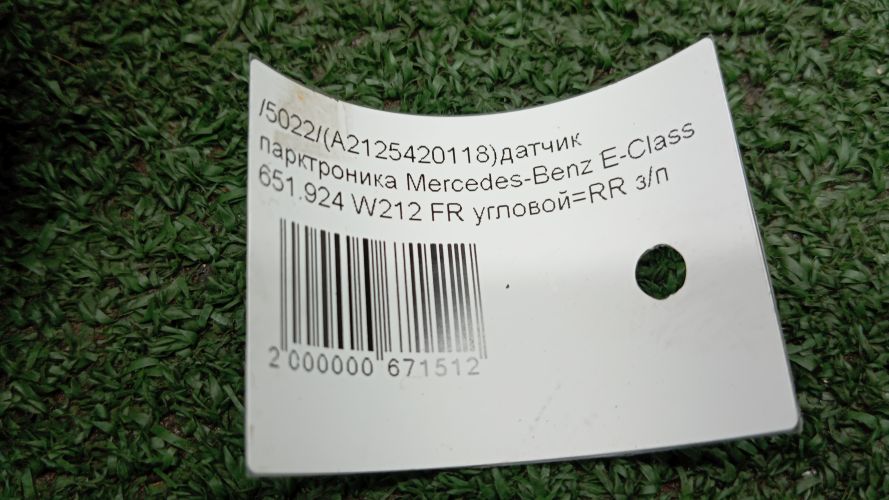 /5022/(A2125420118)датчик
парктроника Mercedes-Benz E-Class
651.924 W212 FR угловой=RR з/п
2 000000 671512